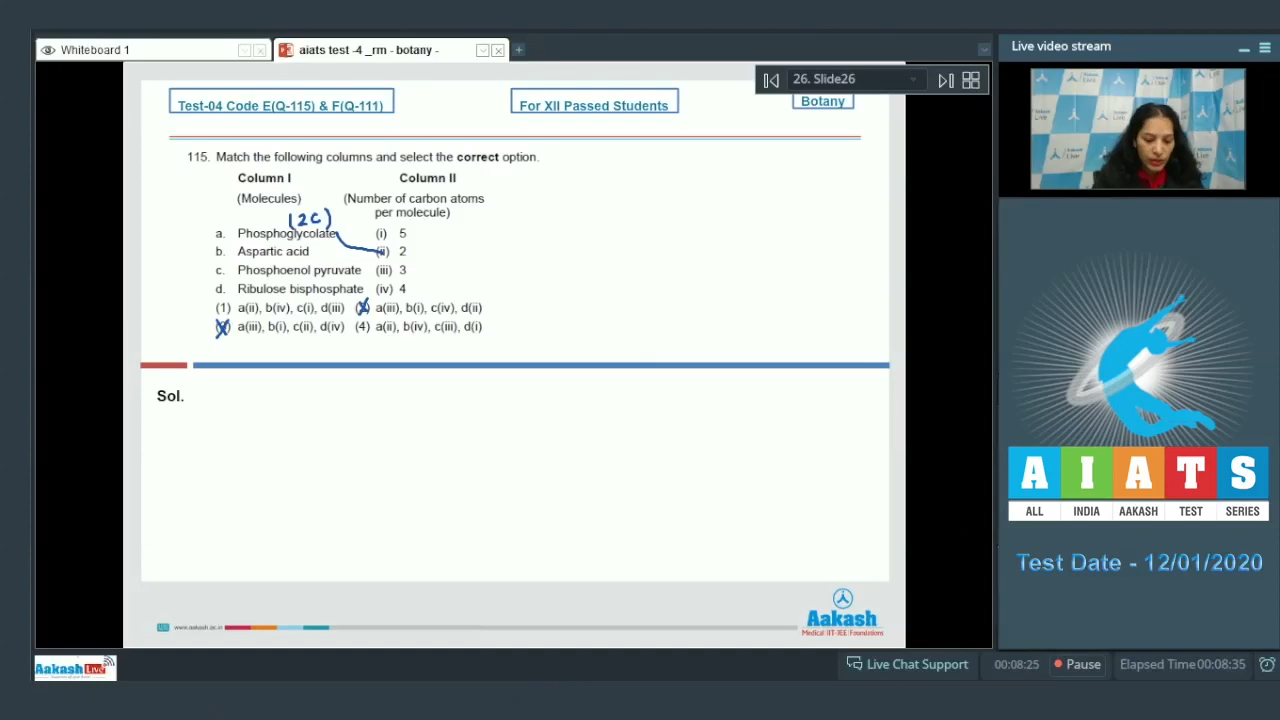 Whiteboard 1
aiats test -4 _rm - botany -
Live video stream
26. Slide26
Test-04 Code E(Q-115) & F(Q-111)
For XII Passed Students
Botany
115. Match the following columns and select the correct option.
Column I Column II
(Molecules) (Number of carbon atoms
per molecule)
(2C)
a. Phosphoglycolate (i) 5
b. Aspartic acid (ii) 2
c. Phosphoenol pyruvate (iii) 3
d. Ribulose bisphosphate (iv) 4
(1) a(ii), b(iv), c(i), d(iii) (2) a(iii), b(i), c(iv), d(ii)
(3) a(iii), b(i), c(ii), d(iv) (4) a(ii), b(iv), c(iii), d(i)
Sol.
www.aakash.ac.in
Aakash
Medical|IIT-JEE|Foundations
A I A T S
ALL INDIA AAKASH TEST SERIES
Test Date - 12/01/2020
Aakash Live
Live Chat Support
00:08:25
Pause
Elapsed Time 00:08:35